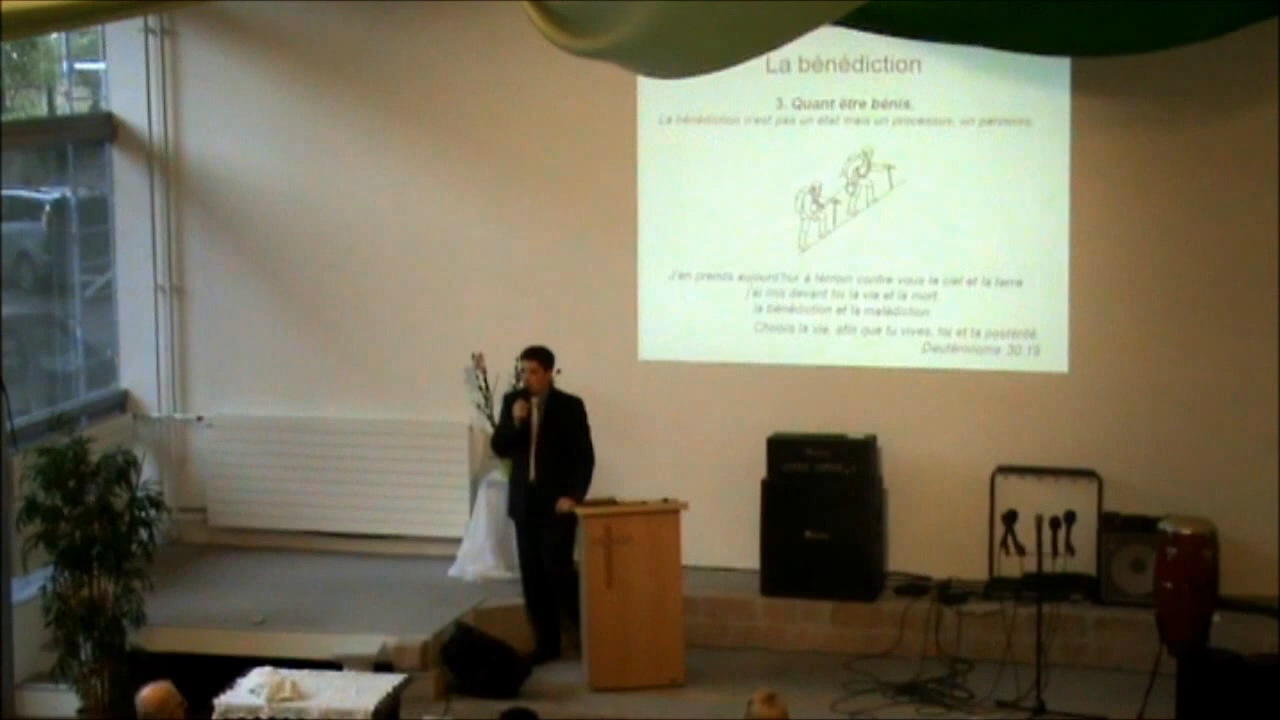 La bénédiction
3. Quant être bénis.
La bénédiction n'est pas un état mais un processus, un parcours.
J'en prends aujourd'hui à témoin contre vous le ciel et la terre
j'ai mis devant toi la vie et la mort
la bénédiction et la malédiction.
Choisis la vie, afin que tu vives, toi et ta postérité.
Deutéronome 30.19